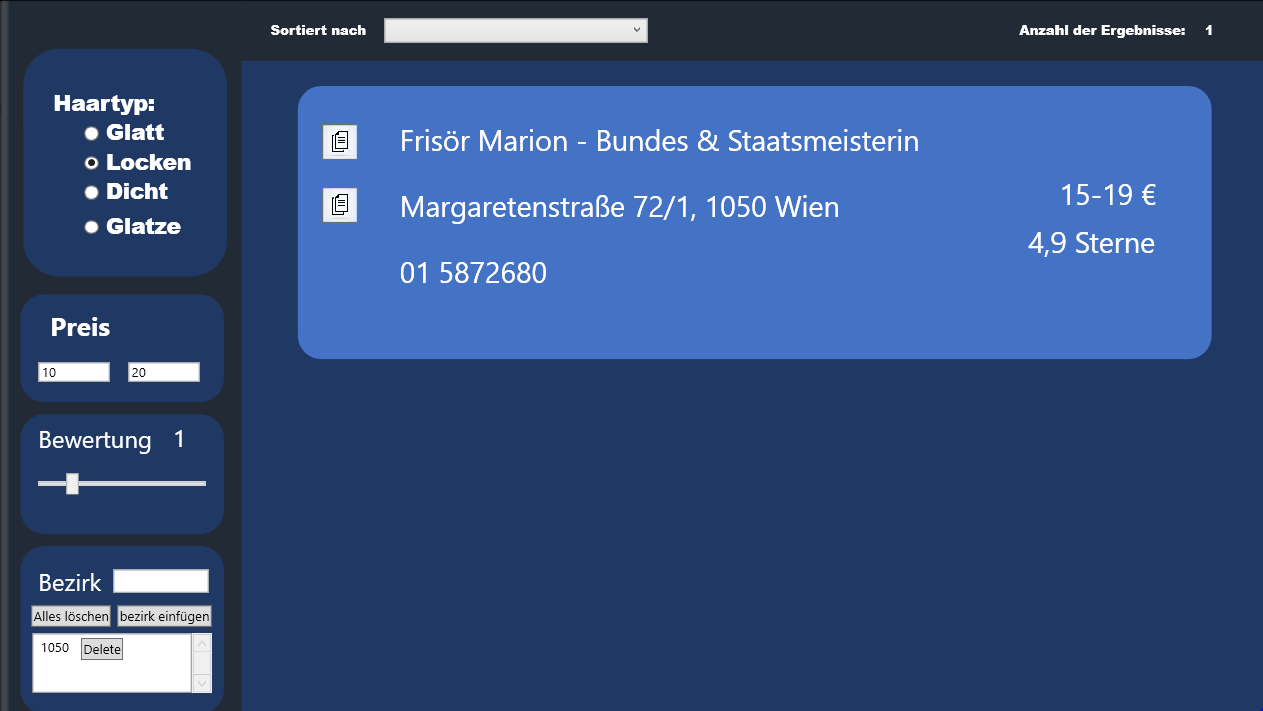 Sortiert nach
Anzahl der Ergebnisse: 1
Haartyp:
Glatt
Locken
Dicht
Glatze
Preis
10 20
Bewertung 1
Bezirk
Alles löschen bezirk einfügen
1050 Delete
Frisör Marion - Bundes & Staatsmeisterin
Margaretenstraße 72/1, 1050 Wien
01 5872680
15-19 €
4,9 Sterne